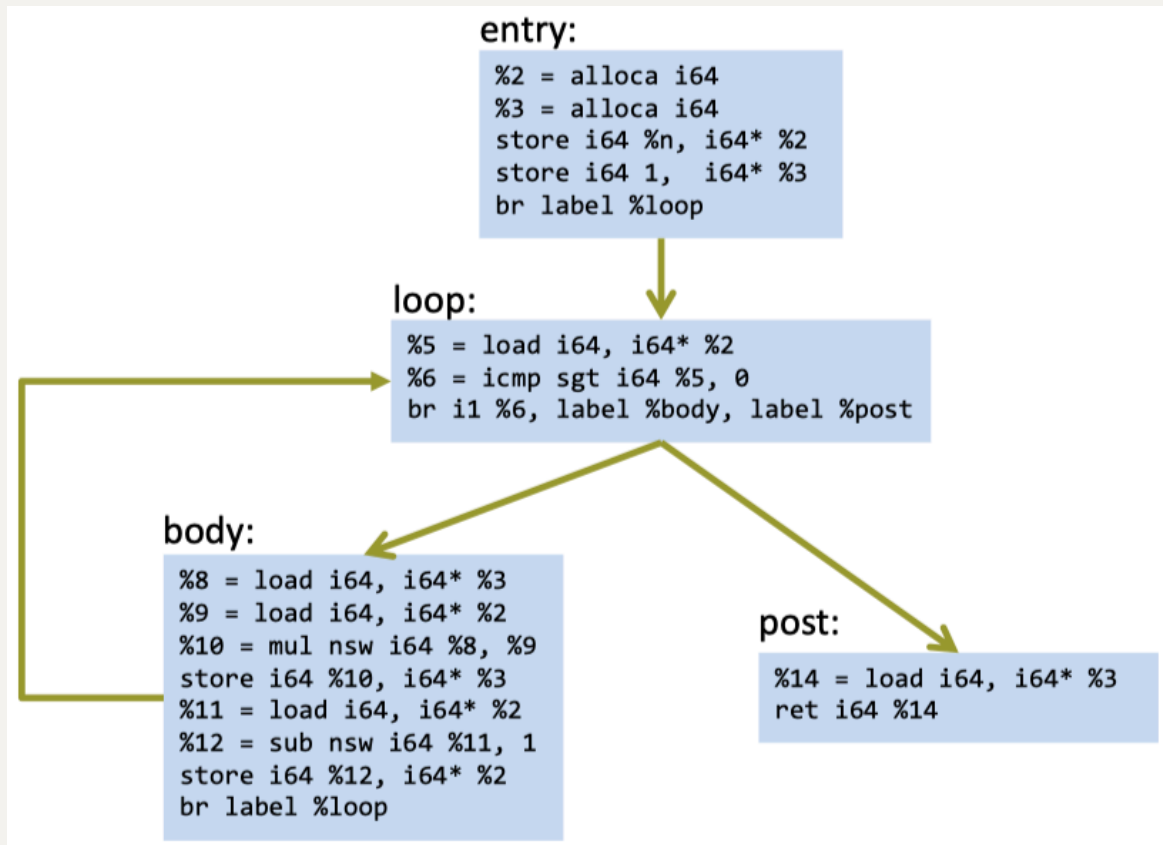 entry:
%2 = alloca i64
%3 = alloca i64
store i64 %n, i64* %2
store i64 1,  i64* %3
br label %loop
loop:
%5 = load i64, i64* %2
%6 = icmp sgt i64 %5, 0
br i1 %6, label %body, label %post
body:
%8 = load i64, i64* %3
%9 = load i64, i64* %2
%10 = mul nsw i64 %8, %9
store i64 %10, i64* %3
%11 = load i64, i64* %2
%12 = sub nsw i64 %11, 1
store i64 %12, i64* %2
br label %loop
post:
%14 = load i64, i64* %3
ret i64 %14